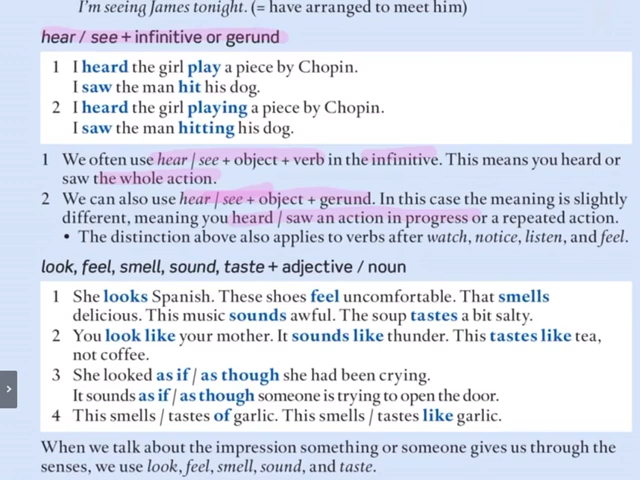 I'm seeing James tonight. (= have arranged to meet him)
hear / see + infinitive or gerund
1 I heard the girl play a piece by Chopin.
I saw the man hit his dog.
2 I heard the girl playing a piece by Chopin.
I saw the man hitting his dog.
1 We often use hear / see + object + verb in the infinitive. This means you heard or
saw the whole action.
2 We can also use hear / see + object + gerund. In this case the meaning is slightly
different, meaning you heard / saw an action in progress or a repeated action.
• The distinction above also applies to verbs after watch, notice, listen, and feel.
look, feel, smell, sound, taste + adjective / noun
1 She looks Spanish. These shoes feel uncomfortable. That smells
delicious. This music sounds awful. The soup tastes a bit salty.
2 You look like your mother. It sounds like thunder. This tastes like tea,
not coffee.
3 She looked as if / as though she had been crying.
It sounds as if / as though someone is trying to open the door.
4 This smells / tastes of garlic. This smells / tastes like garlic.
When we talk about the impression something or someone gives us through the
senses, we use look, feel, smell, sound, and taste.